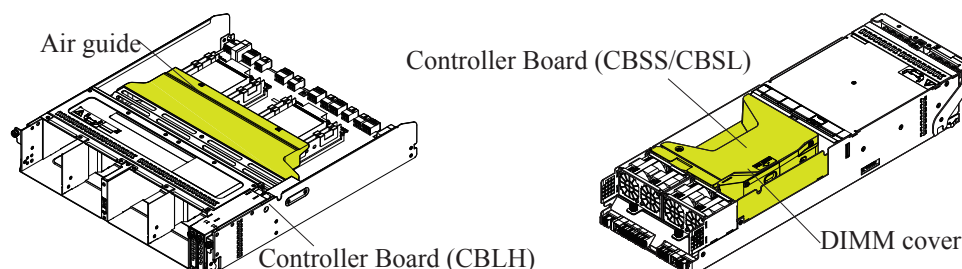 Air guide
Controller Board (CBSS/CBSL)
Controller Board (CBLH)
DIMM cover